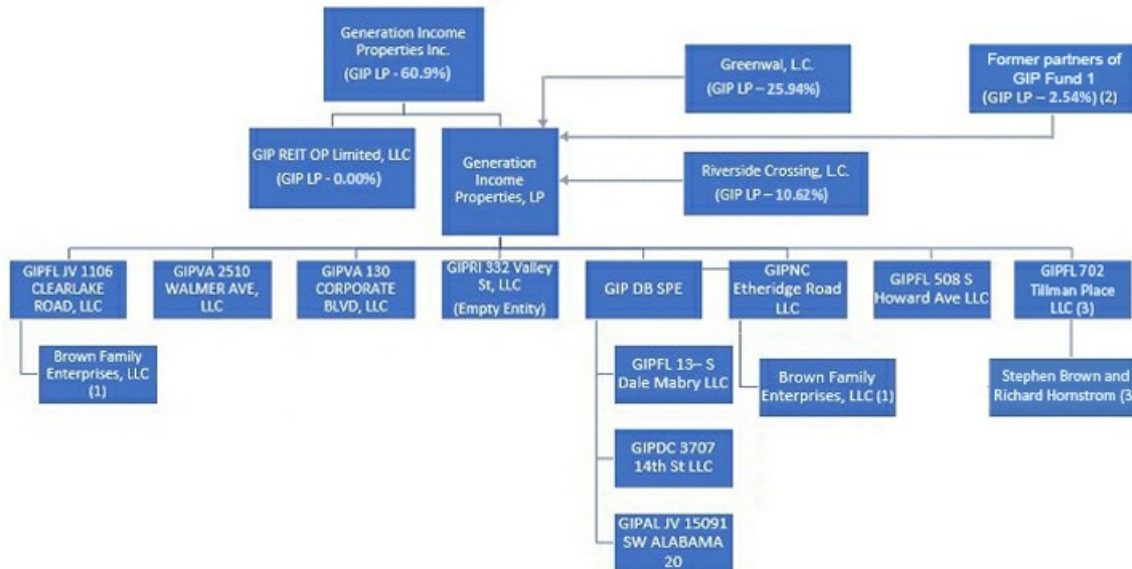 Generation Income
Properties Inc.
(GIP LP - 60.9%)
Greenwal, L.C.
(GIP LP – 25.94%)
Former partners of
GIP Fund 1
(GIP LP – 2.54%) (2)
GIP REIT OP Limited, LLC
(GIP LP - 0.00%)
Generation
Income
Properties, LP
Riverside Crossing, L.C.
(GIP LP – 10.62%)
GIPFL JV 1106
CLEARLAKE
ROAD, LLC
GIPVA 2510
WALMER AVE,
LLC
GIPVA 130
CORPORATE
BLVD, LLC
GIPRI 332 Valley
St, LLC
(Empty Entity)
GIP DB SPE
GIPNC
Etheridge Road
LLC
GIPFL 508 S
Howard Ave LLC
GIPFL 702
Tillman Place
LLC (3)
Brown Family
Enterprises, LLC
(1)
GIPFL 13– S
Dale Mabry LLC
Brown Family
Enterprises, LLC (1)
Stephen Brown and
Richard Hornstrom (3
GIPDC 3707
14th St LLC
GIPAL JV 15091
SW ALABAMA
20